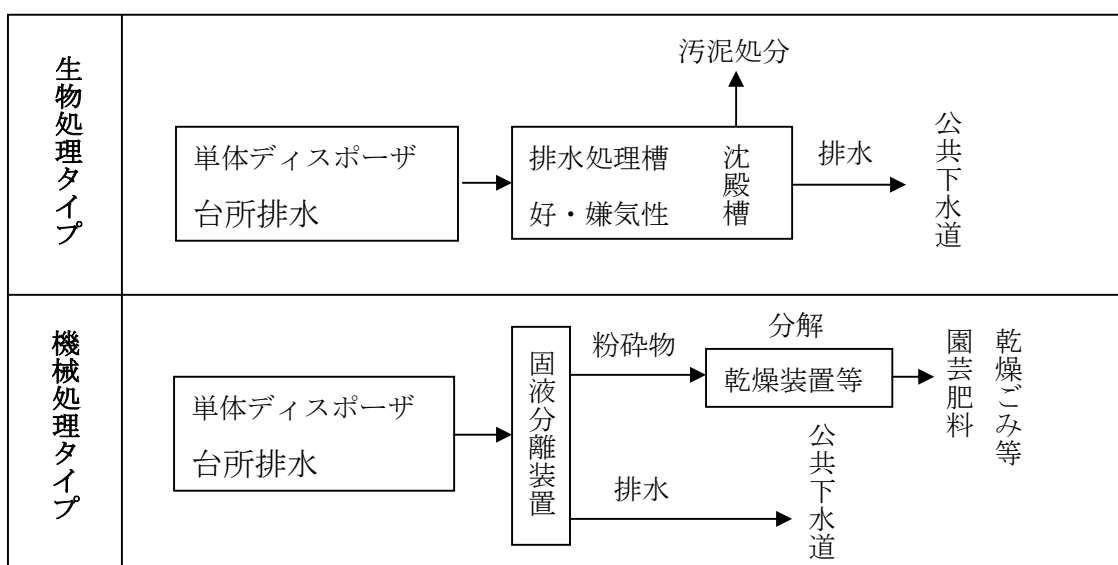 生物処理タイプ
単体ディスポーザ
台所排水
排水処理槽
好・嫌気性
沈殿槽
汚泥処分
排水
公共下水道
機械処理タイプ
単体ディスポーザ
台所排水
固液分離装置
粉砕物
分解
乾燥装置等
乾燥ごみ等
園芸肥料
排水
公共下水道